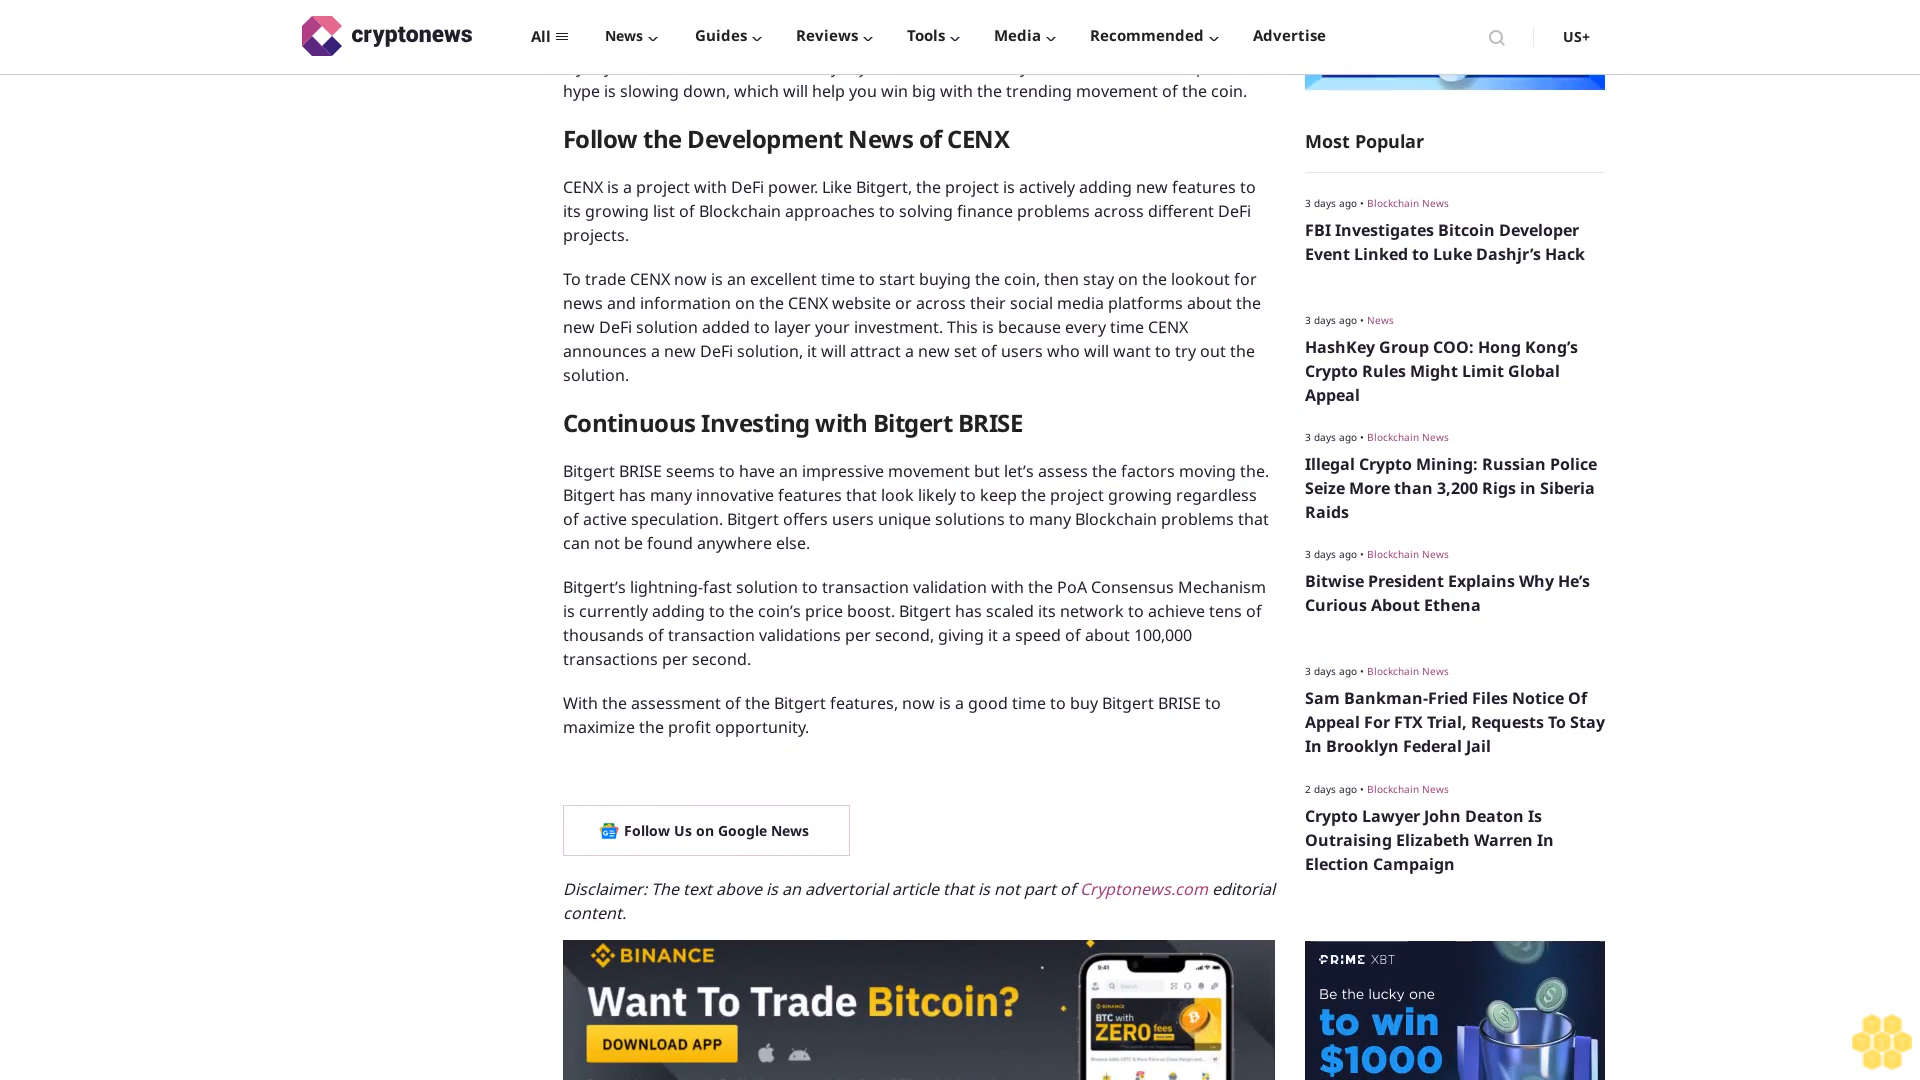 cryptonews
All
News
Guides
Reviews
Tools
Media
Recommended
Advertise
US+
hype is slowing down, which will help you win big with the trending movement of the coin.
Follow the Development News of CENX
CENX is a project with DeFi power. Like Bitgert, the project is actively adding new features to
its growing list of Blockchain approaches to solving finance problems across different DeFi
projects.
To trade CENX now is an excellent time to start buying the coin, then stay on the lookout for
news and information on the CENX website or across their social media platforms about the
new DeFi solution added to layer your investment. This is because every time CENX
announces a new DeFi solution, it will attract a new set of users who will want to try out the
solution.
Continuous Investing with Bitgert BRISE
Bitgert BRISE seems to have an impressive movement but let’s assess the factors moving the.
Bitgert has many innovative features that look likely to keep the project growing regardless
of active speculation. Bitgert offers users unique solutions to many Blockchain problems that
can not be found anywhere else.
Bitgert’s lightning-fast solution to transaction validation with the PoA Consensus Mechanism
is currently adding to the coin’s price boost. Bitgert has scaled its network to achieve tens of
thousands of transaction validations per second, giving it a speed of about 100,000
transactions per second.
With the assessment of the Bitgert features, now is a good time to buy Bitgert BRISE to
maximize the profit opportunity.
Follow Us on Google News
Disclaimer: The text above is an advertorial article that is not part of Cryptonews.com editorial
content.
BINANCE
Want To Trade Bitcoin?
DOWNLOAD APP
9:41
Search
BINANCE
BTC with
ZERO fees
Most Popular
3 days ago • Blockchain News
FBI Investigates Bitcoin Developer
Event Linked to Luke Dashjr’s Hack
3 days ago • News
HashKey Group COO: Hong Kong’s
Crypto Rules Might Limit Global
Appeal
3 days ago • Blockchain News
Illegal Crypto Mining: Russian Police
Seize More than 3,200 Rigs in Siberia
Raids
3 days ago • Blockchain News
Bitwise President Explains Why He’s
Curious About Ethena
3 days ago • Blockchain News
Sam Bankman-Fried Files Notice Of
Appeal For FTX Trial, Requests To Stay
In Brooklyn Federal Jail
2 days ago • Blockchain News
Crypto Lawyer John Deaton Is
Outraising Elizabeth Warren In
Election Campaign
PRIME XBT
Be the lucky one
to win
$1000